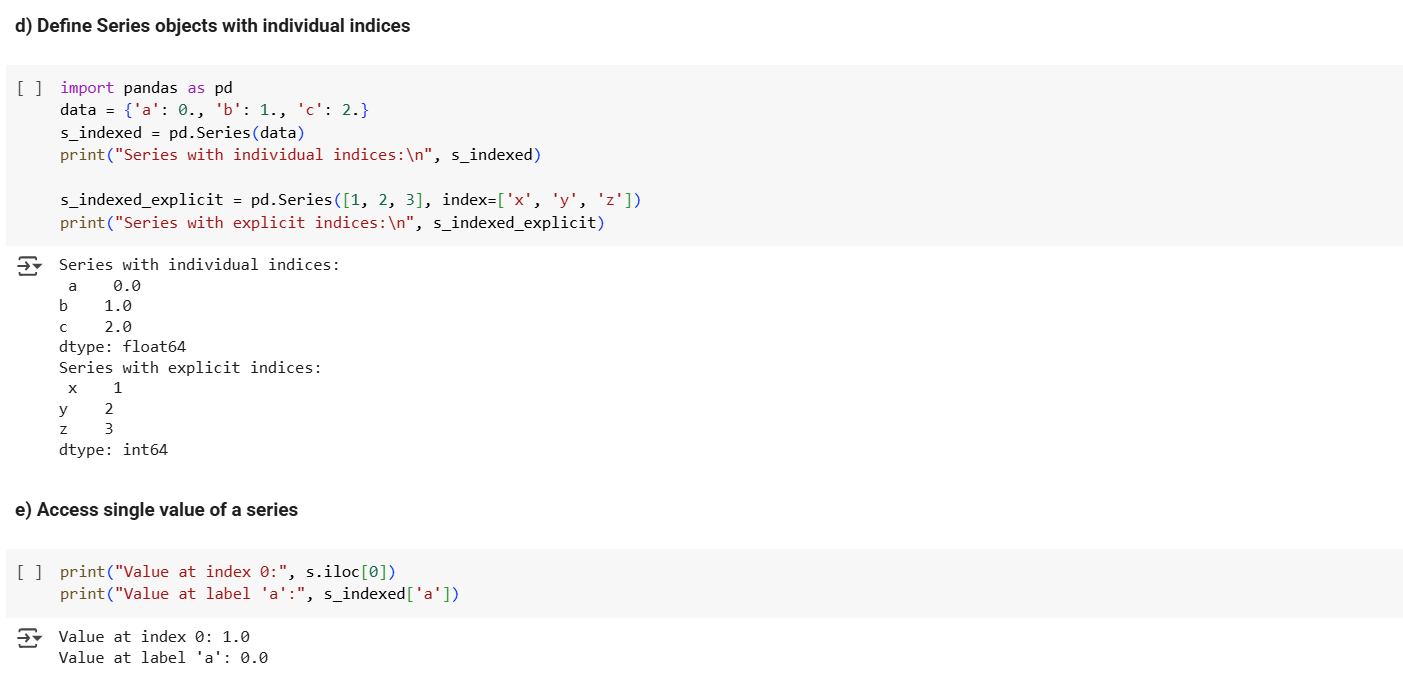 d) Define Series objects with individual indices
[ ] import pandas as pd
data = {'a': 0., 'b': 1., 'c': 2.}
s_indexed = pd.Series(data)
print("Series with individual indices:\n", s_indexed)
s_indexed_explicit = pd.Series([1, 2, 3], index=['x', 'y', 'z'])
print("Series with explicit indices:\n", s_indexed_explicit)
Series with individual indices:
 a    0.0
b    1.0
c    2.0
dtype: float64
Series with explicit indices:
 x    1
y    2
z    3
dtype: int64
e) Access single value of a series
[ ] print("Value at index 0:", s.iloc[0])
print("Value at label 'a':", s_indexed['a'])
Value at index 0: 1.0
Value at label 'a': 0.0